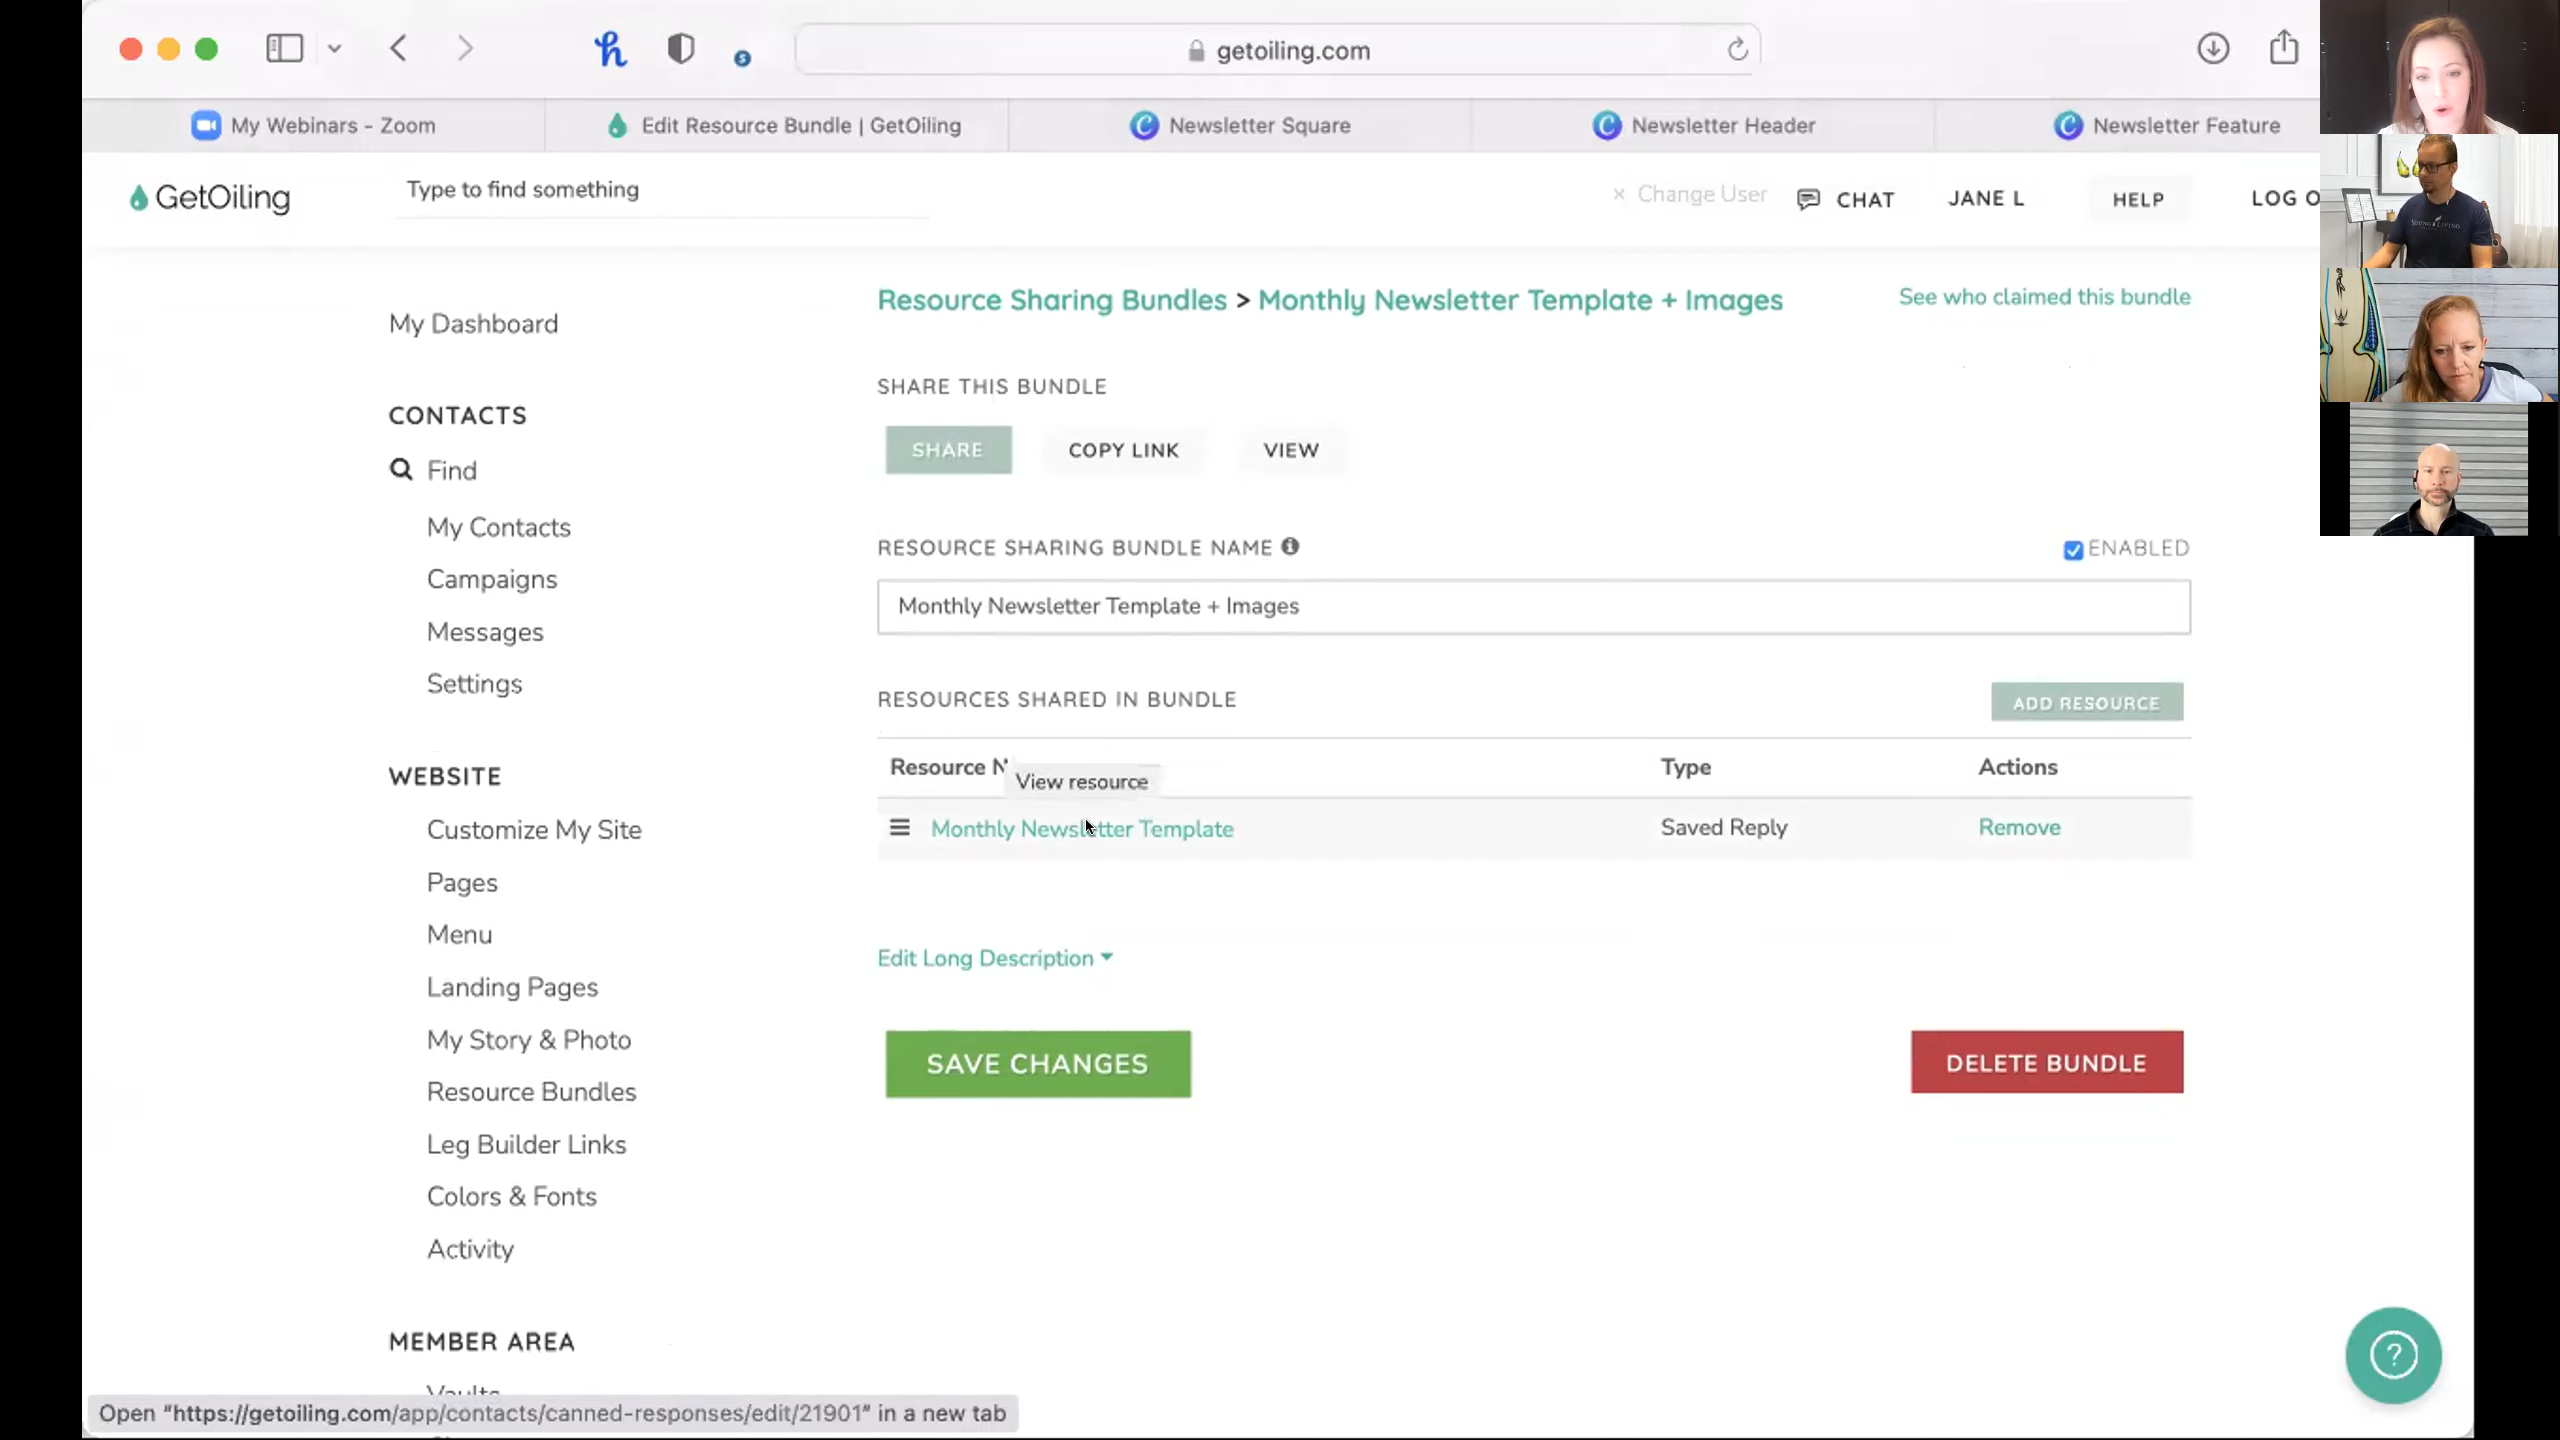 getoiling.com
My Webinars - Zoom
Edit Resource Bundle | GetOiling
Newsletter Square
Newsletter Header
Newsletter Feature
GetOiling
Type to find something
× Change User
CHAT
JANE L
HELP
LOG O
My Dashboard
CONTACTS
Find
My Contacts
Campaigns
Messages
Settings
WEBSITE
Customize My Site
Pages
Menu
Landing Pages
My Story & Photo
Resource Bundles
Leg Builder Links
Colors & Fonts
Activity
MEMBER AREA
Vaults
Resource Sharing Bundles > Monthly Newsletter Template + Images
See who claimed this bundle
SHARE THIS BUNDLE
SHARE
COPY LINK
VIEW
RESOURCE SHARING BUNDLE NAME
ENABLED
Monthly Newsletter Template + Images
RESOURCES SHARED IN BUNDLE
ADD RESOURCE
Resource N
View resource
Type
Actions
Monthly Newsletter Template
Saved Reply
Remove
Edit Long Description
SAVE CHANGES
DELETE BUNDLE
Open "https://getoiling.com/app/contacts/canned-responses/edit/21901" in a new tab
YOUNG LIVING